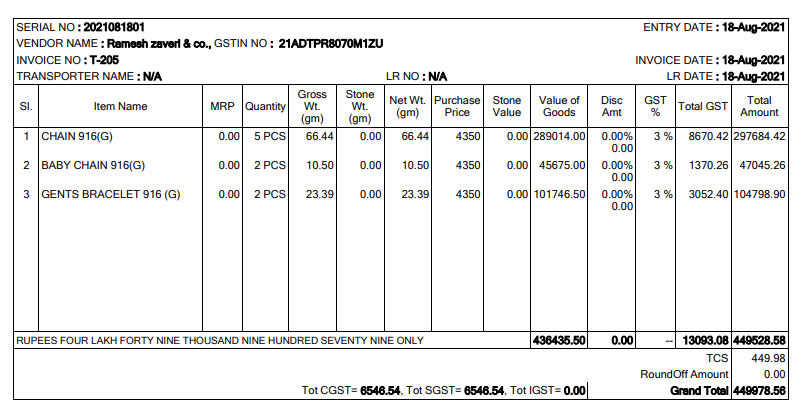 SERIAL NO : 2021081801 ENTRY DATE : 18-Aug-2021
VENDOR NAME : Ramesh zaveri & co., GSTIN NO : 21ADTPR8070M1ZU
INVOICE NO : T-205 INVOICE DATE : 18-Aug-2021
TRANSPORTER NAME : N/A LR NO : N/A LR DATE : 18-Aug-2021
Sl. Item Name MRP Quantity Gross Wt. (gm) Stone Wt. (gm) Net Wt. (gm) Purchase Price Stone Value Value of Goods Disc Amt GST % Total GST Total Amount
1 CHAIN 916(G) 0.00 5 PCS 66.44 0.00 66.44 4350 0.00 289014.00 0.00% 3 % 8670.42 297684.42
0.00
2 BABY CHAIN 916(G) 0.00 2 PCS 10.50 0.00 10.50 4350 0.00 45675.00 0.00% 3 % 1370.26 47045.26
0.00
3 GENTS BRACELET 916 (G) 0.00 2 PCS 23.39 0.00 23.39 4350 0.00 101746.50 0.00% 3 % 3052.40 104798.90
0.00
RUPEES FOUR LAKH FORTY NINE THOUSAND NINE HUNDRED SEVENTY NINE ONLY 436435.50 0.00 -- 13093.08 449528.58
TCS 449.98
RoundOff Amount 0.00
Tot CGST= 6546.54, Tot SGST= 6546.54, Tot IGST= 0.00 Grand Total 449978.56